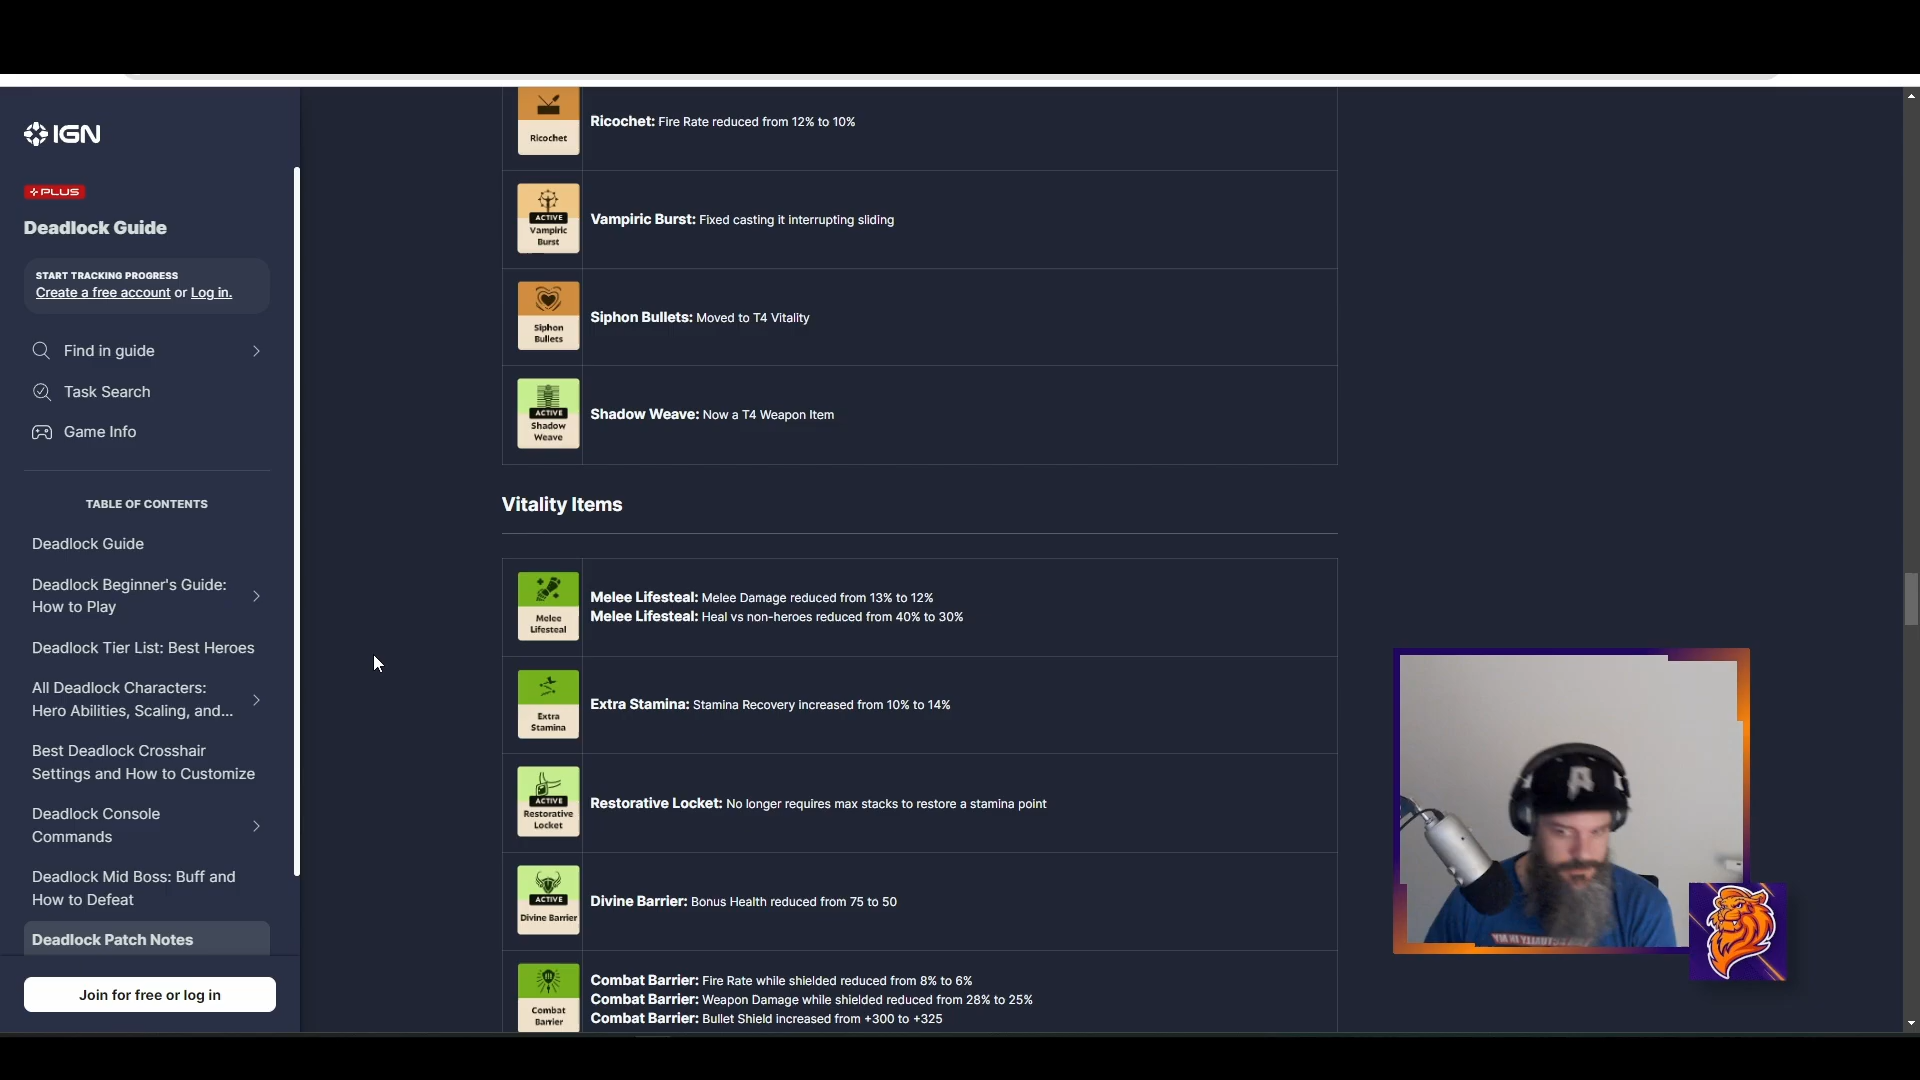 IGN
PLUS
Deadlock Guide
START TRACKING PROGRESS
Create a free account or Log in.
Find in guide
Task Search
Game Info
TABLE OF CONTENTS
Deadlock Guide
Deadlock Beginner's Guide:
How to Play
Deadlock Tier List: Best Heroes
All Deadlock Characters:
Hero Abilities, Scaling, and...
Best Deadlock Crosshair
Settings and How to Customize
Deadlock Console
Commands
Deadlock Mid Boss: Buff and
How to Defeat
Deadlock Patch Notes
Join for free or log in
Ricochet
Ricochet: Fire Rate reduced from 12% to 10%
ACTIVE
Vampiric
Burst
Vampiric Burst: Fixed casting it interrupting sliding
Siphon
Bullets
Siphon Bullets: Moved to T4 Vitality
ACTIVE
Shadow
Weave
Shadow Weave: Now a T4 Weapon Item
Vitality Items
Melee
Lifesteal
Melee Lifesteal: Melee Damage reduced from 13% to 12%
Melee Lifesteal: Heal vs non-heroes reduced from 40% to 30%
Extra
Stamina
Extra Stamina: Stamina Recovery increased from 10% to 14%
ACTIVE
Restorative
Locket
Restorative Locket: No longer requires max stacks to restore a stamina point
ACTIVE
Divine Barrier
Divine Barrier: Bonus Health reduced from 75 to 50
Combat
Barrier
Combat Barrier: Fire Rate while shielded reduced from 8% to 6%
Combat Barrier: Weapon Damage while shielded reduced from 28% to 25%
Combat Barrier: Bullet Shield increased from +300 to +325